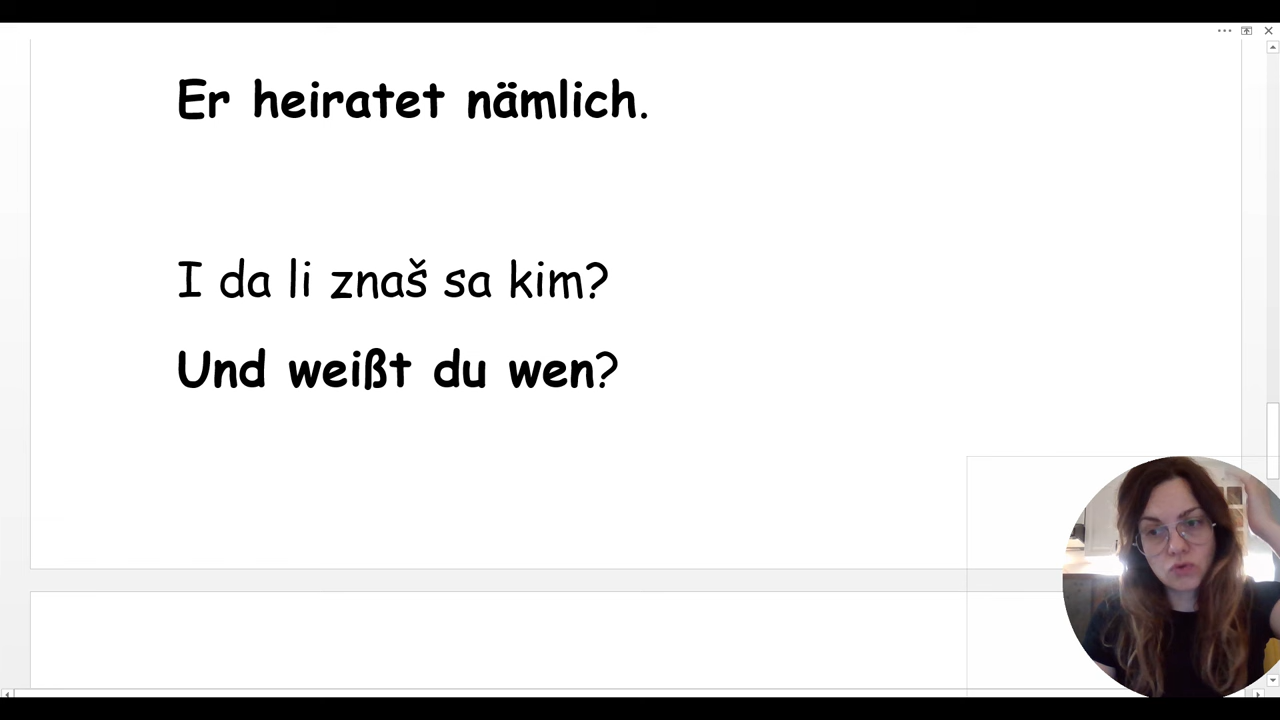 Er heiratet nämlich.
I da li znaš sa kim?
Und weißt du wen?